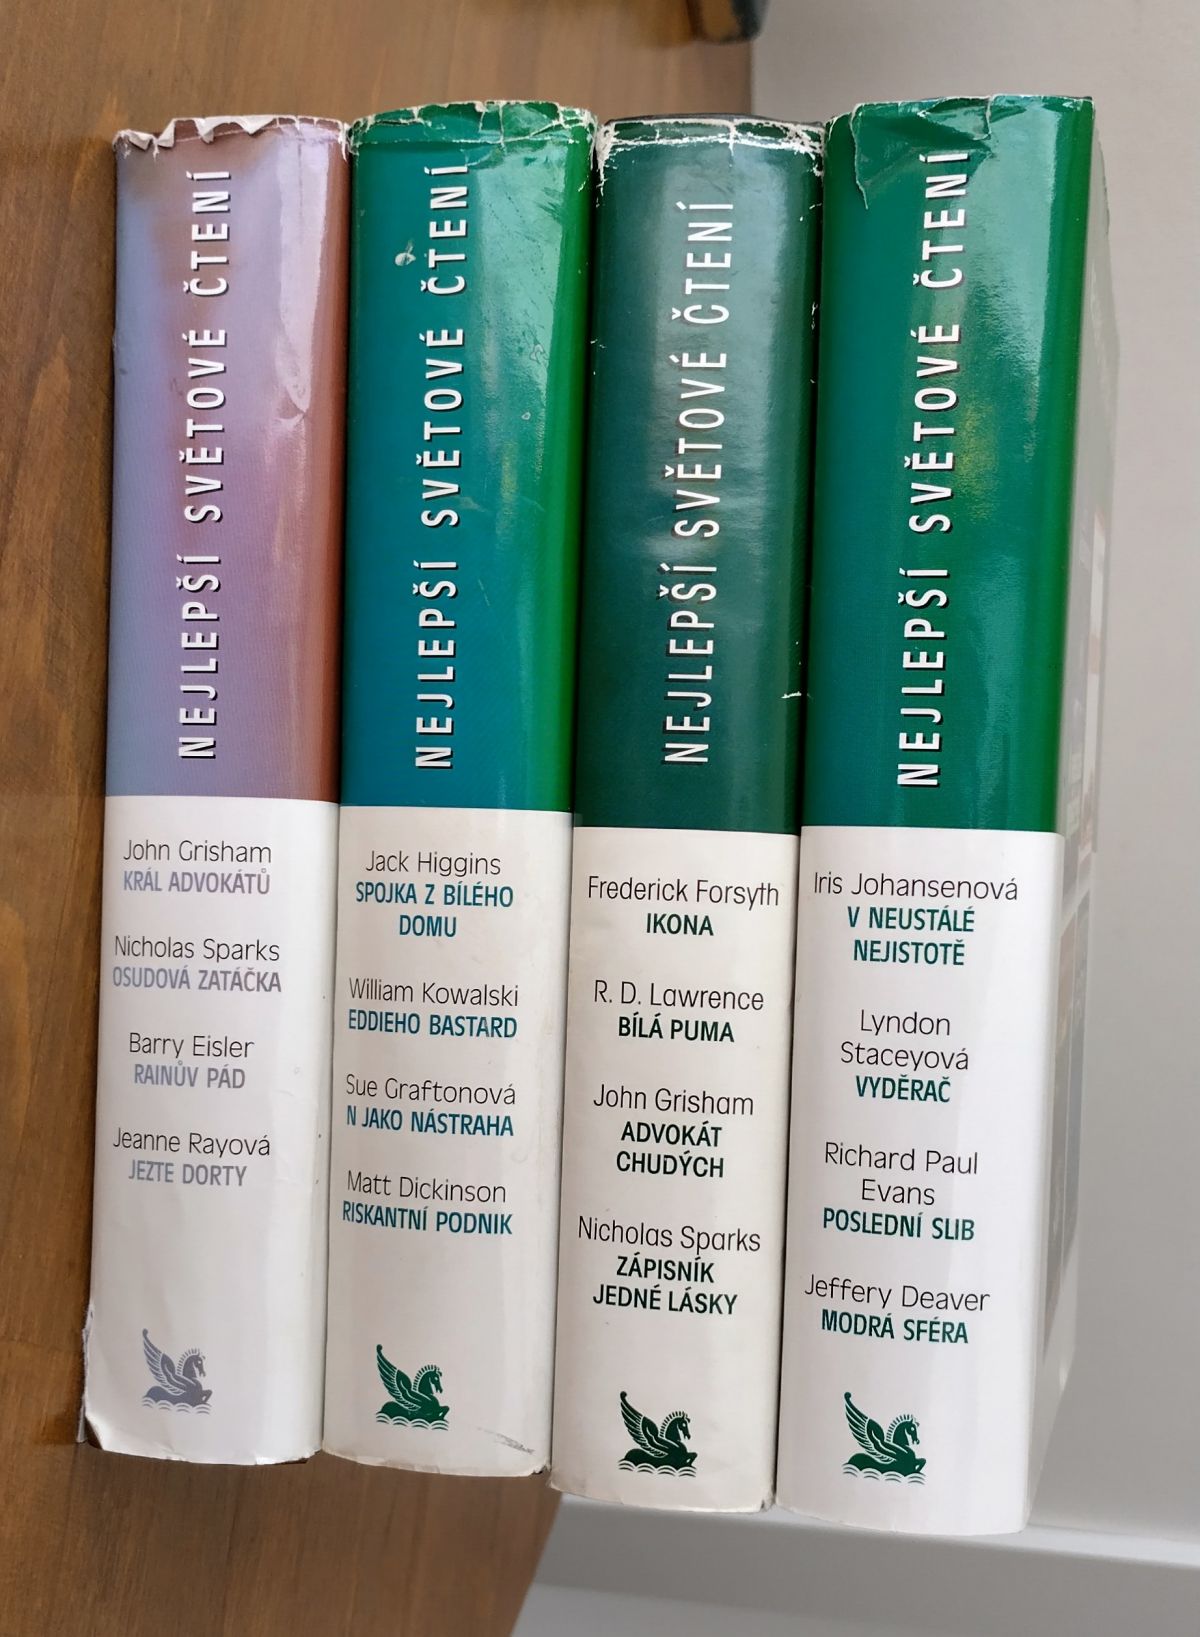 NEJLEPŠÍ SVĚTOVÉ ČTENÍ
John Grisham
KRÁL ADVOKÁTŮ
Nicholas Sparks
OSUDOVÁ ZATÁČKA
Barry Eisler
RAINŮV PÁD
Jeanne Rayová
JEZTE DORTY
NEJLEPŠÍ SVĚTOVÉ ČTENÍ
Jack Higgins
SPOJKA Z BÍLÉHO
DOMU
William Kowalski
EDDIEHO BASTARD
Sue Graftonová
N JAKO NÁSTRAHA
Matt Dickinson
RISKANTNÍ PODNIK
NEJLEPŠÍ SVĚTOVÉ ČTENÍ
Frederick Forsyth
IKONA
R. D. Lawrence
BÍLÁ PUMA
John Grisham
ADVOKÁT
CHUDÝCH
Nicholas Sparks
ZÁPISNÍK
JEDNÉ LÁSKY
NEJLEPŠÍ SVĚTOVÉ ČTENÍ
Iris Johansenová
V NEUSTÁLÉ
NEJISTOTĚ
Lyndon
Staceyová
VYDĚRAČ
Richard Paul
Evans
POSLEDNÍ SLIB
Jeffery Deaver
MODRÁ SFÉRA